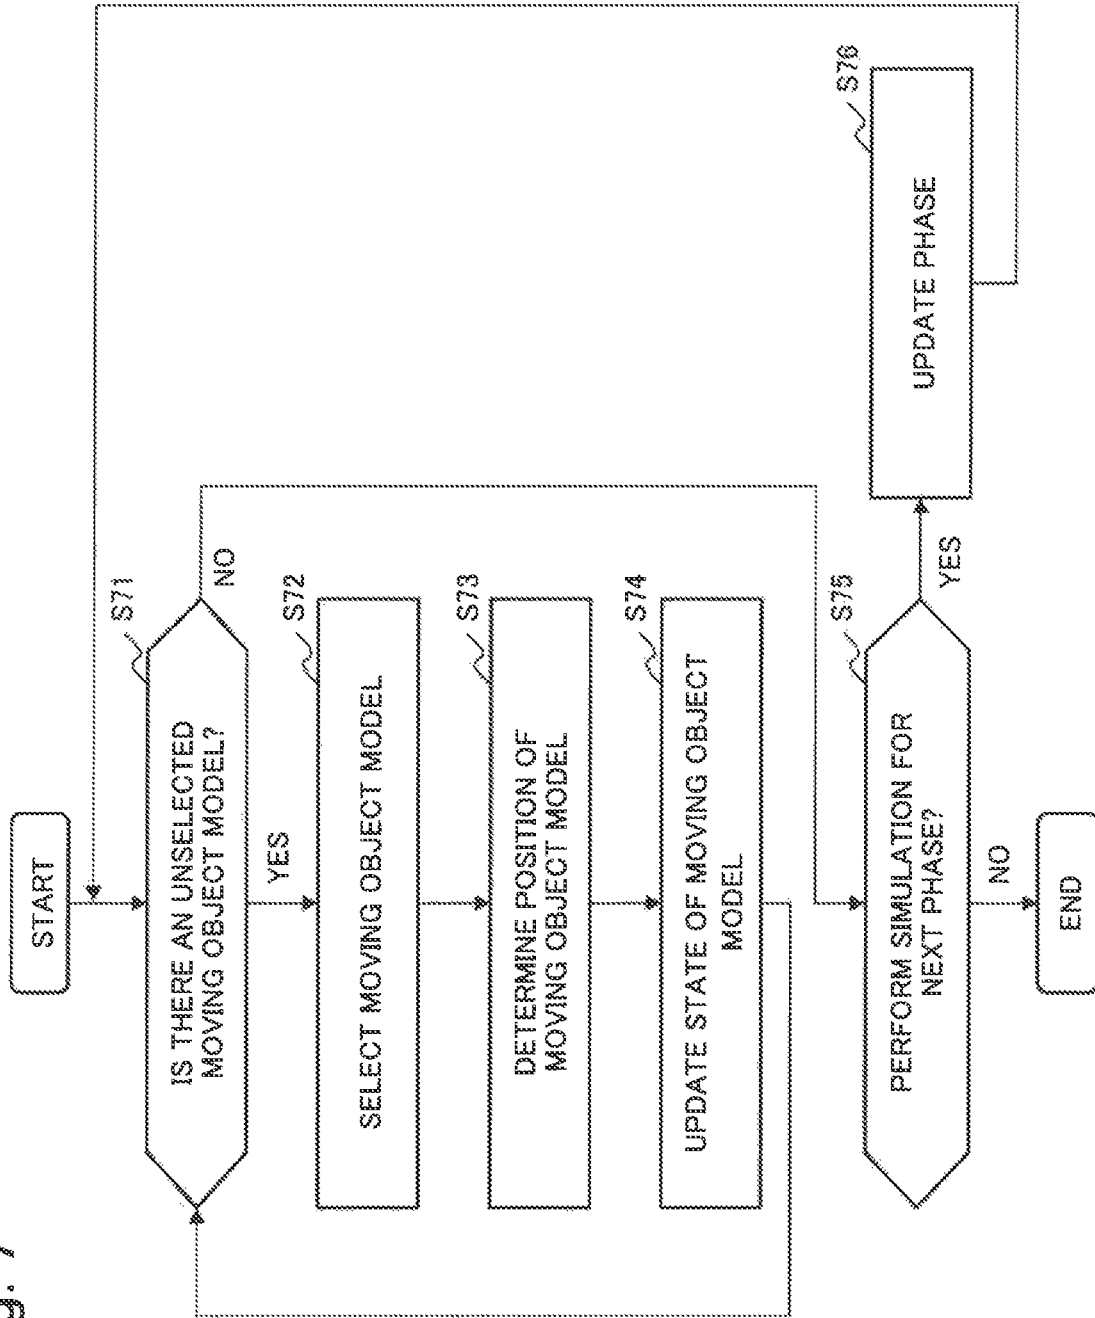 g. 7
START
S71
IS THERE AN UNSELECTED
MOVING OBJECT MODEL?
NO
YES
S72
SELECT MOVING OBJECT MODEL
S73
DETERMINE POSITION OF
MOVING OBJECT MODEL
S74
UPDATE STATE OF MOVING OBJECT
MODEL
S75
PERFORM SIMULATION FOR
NEXT PHASE?
YES
S76
UPDATE PHASE
NO
END